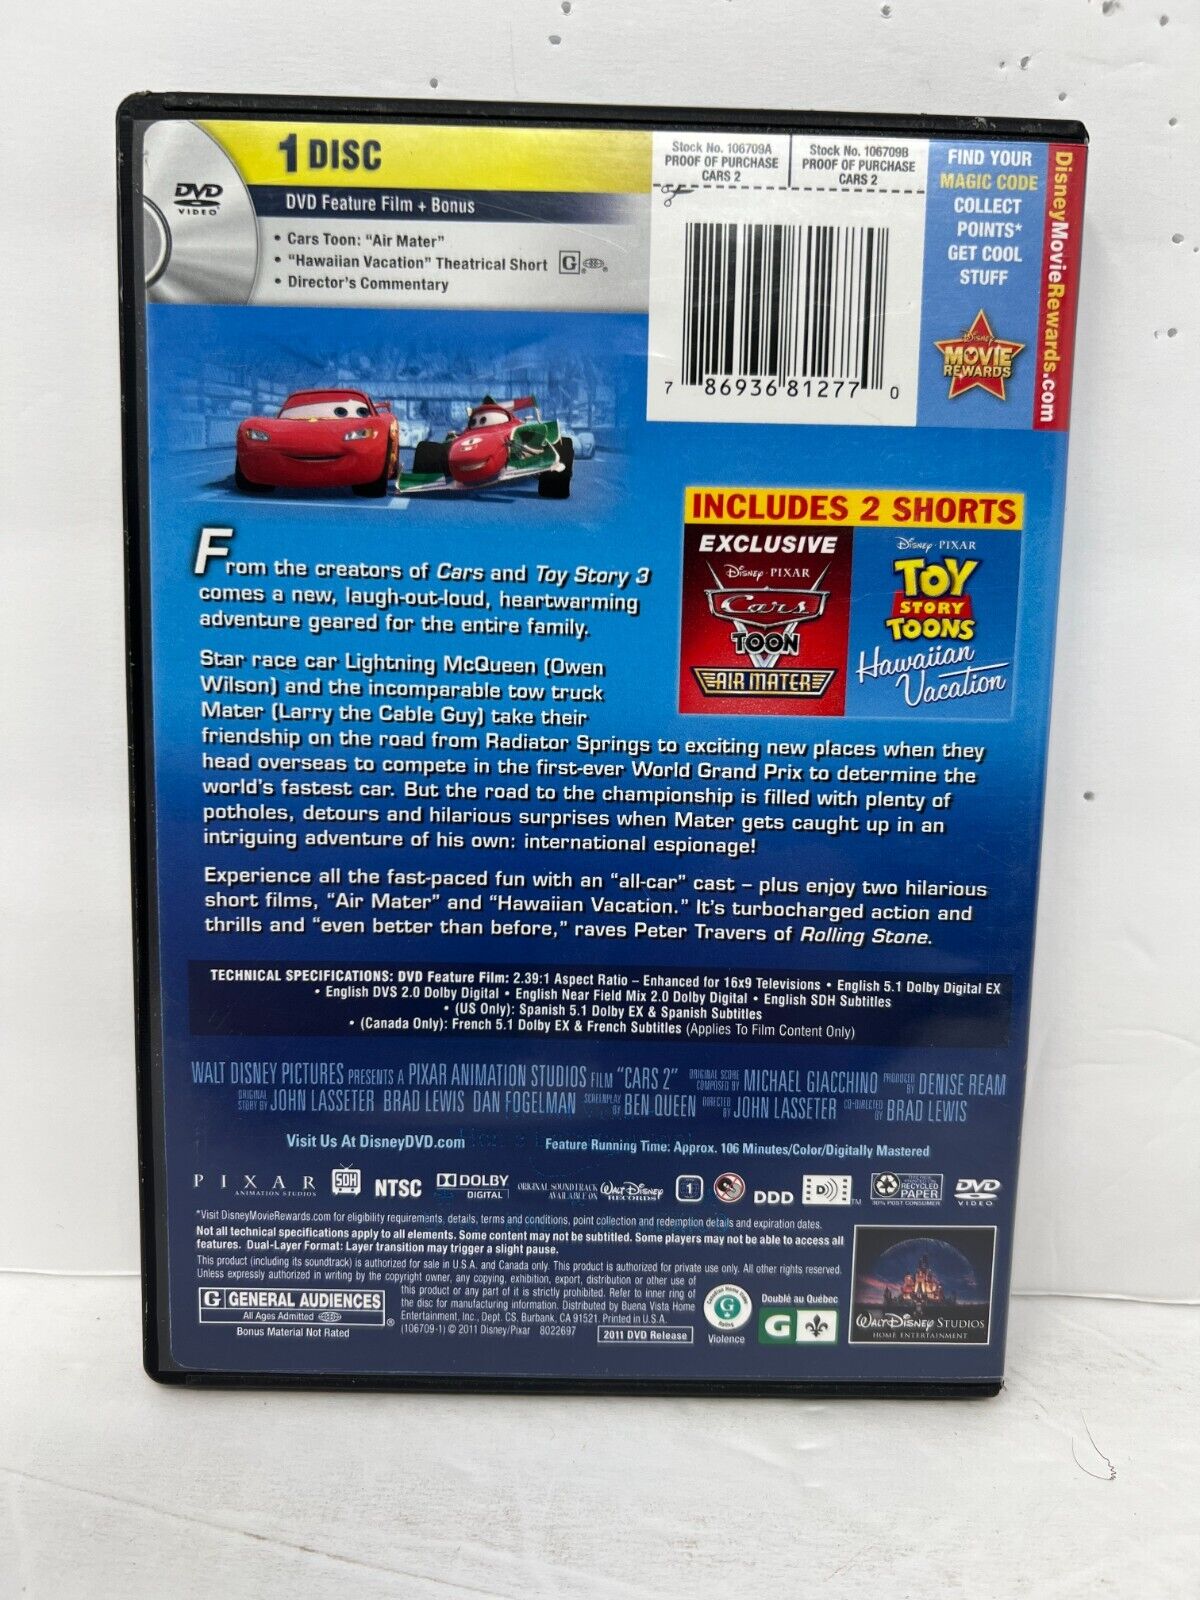 1 DISC
DVD
VIDEO
DVD Feature Film + Bonus
• Cars Toon: “Air Mater”
• “Hawaiian Vacation” Theatrical Short G
• Director’s Commentary
Stock No. 106709A
PROOF OF PURCHASE
CARS 2
Stock No. 106709B
PROOF OF PURCHASE
CARS 2
7 86936 81277 0
FIND YOUR
MAGIC CODE
COLLECT
POINTS*
GET COOL
STUFF
Disney
MOVIE
REWARDS
DisneyMovieRewards.com
INCLUDES 2 SHORTS
EXCLUSIVE
Disney · PIXAR
Cars
TOON
AIR MATER
Disney · PIXAR
TOY
STORY
TOONS
Hawaiian
Vacation
From the creators of Cars and Toy Story 3
comes a new, laugh-out-loud, heartwarming
adventure geared for the entire family.
Star race car Lightning McQueen (Owen
Wilson) and the incomparable tow truck
Mater (Larry the Cable Guy) take their
friendship on the road from Radiator Springs to exciting new places when they
head overseas to compete in the first-ever World Grand Prix to determine the
world’s fastest car. But the road to the championship is filled with plenty of
potholes, detours and hilarious surprises when Mater gets caught up in an
intriguing adventure of his own: international espionage!
Experience all the fast-paced fun with an “all-car” cast – plus enjoy two hilarious
short films, “Air Mater” and “Hawaiian Vacation.” It’s turbocharged action and
thrills and “even better than before,” raves Peter Travers of Rolling Stone.
TECHNICAL SPECIFICATIONS: DVD Feature Film: 2.39:1 Aspect Ratio – Enhanced for 16x9 Televisions • English 5.1 Dolby Digital EX
• English DVS 2.0 Dolby Digital • English Near Field Mix 2.0 Dolby Digital • English SDH Subtitles
• (US Only): Spanish 5.1 Dolby EX & Spanish Subtitles
• (Canada Only): French 5.1 Dolby EX & French Subtitles (Applies To Film Content Only)
WALT DISNEY PICTURES PRESENTS A PIXAR ANIMATION STUDIOS FILM “CARS 2” ORIGINAL SCORE COMPOSED BY MICHAEL GIACCHINO PRODUCED BY DENISE REAM
ORIGINAL STORY BY JOHN LASSETER BRAD LEWIS DAN FOGELMAN SCREENPLAY BY BEN QUEEN DIRECTED BY JOHN LASSETER CO-DIRECTED BY BRAD LEWIS
Visit Us At DisneyDVD.com Feature Running Time: Approx. 106 Minutes/Color/Digitally Mastered
PIXAR
ANIMATION STUDIOS
SDH
NTSC
DOLBY
DIGITAL
ORIGINAL SOUNDTRACK
AVAILABLE ON
WALT DISNEY
RECORDS
1
DDD
D))
TM
RECYCLED
PAPER
DVD
VIDEO
*Visit DisneyMovieRewards.com for eligibility requirements, details, terms and conditions, point collection and redemption details and expiration dates.
Not all technical specifications apply to all elements. Some content may not be subtitled. Some players may not be able to access all
features. Dual-Layer Format: Layer transition may trigger a slight pause.
This product (including its soundtrack) is authorized for sale in U.S.A. and Canada only. This product is authorized for private use only. All other rights reserved.
Unless expressly authorized in writing by the copyright owner, any copying, exhibition, export, distribution or other use of
this product or any part of it is strictly prohibited. Refer to inner ring of
the disc for manufacturing information. Distributed by Buena Vista Home
Entertainment, Inc., Dept. CS, Burbank, CA 91521. Printed in U.S.A.
(106709-1) © 2011 Disney/Pixar 8022697
2011 DVD Release
G GENERAL AUDIENCES
All Ages Admitted
®
Bonus Material Not Rated
Canadian Home Video
G
Rating
Violence
Doublé au Québec
G
WALT DISNEY STUDIOS
HOME ENTERTAINMENT